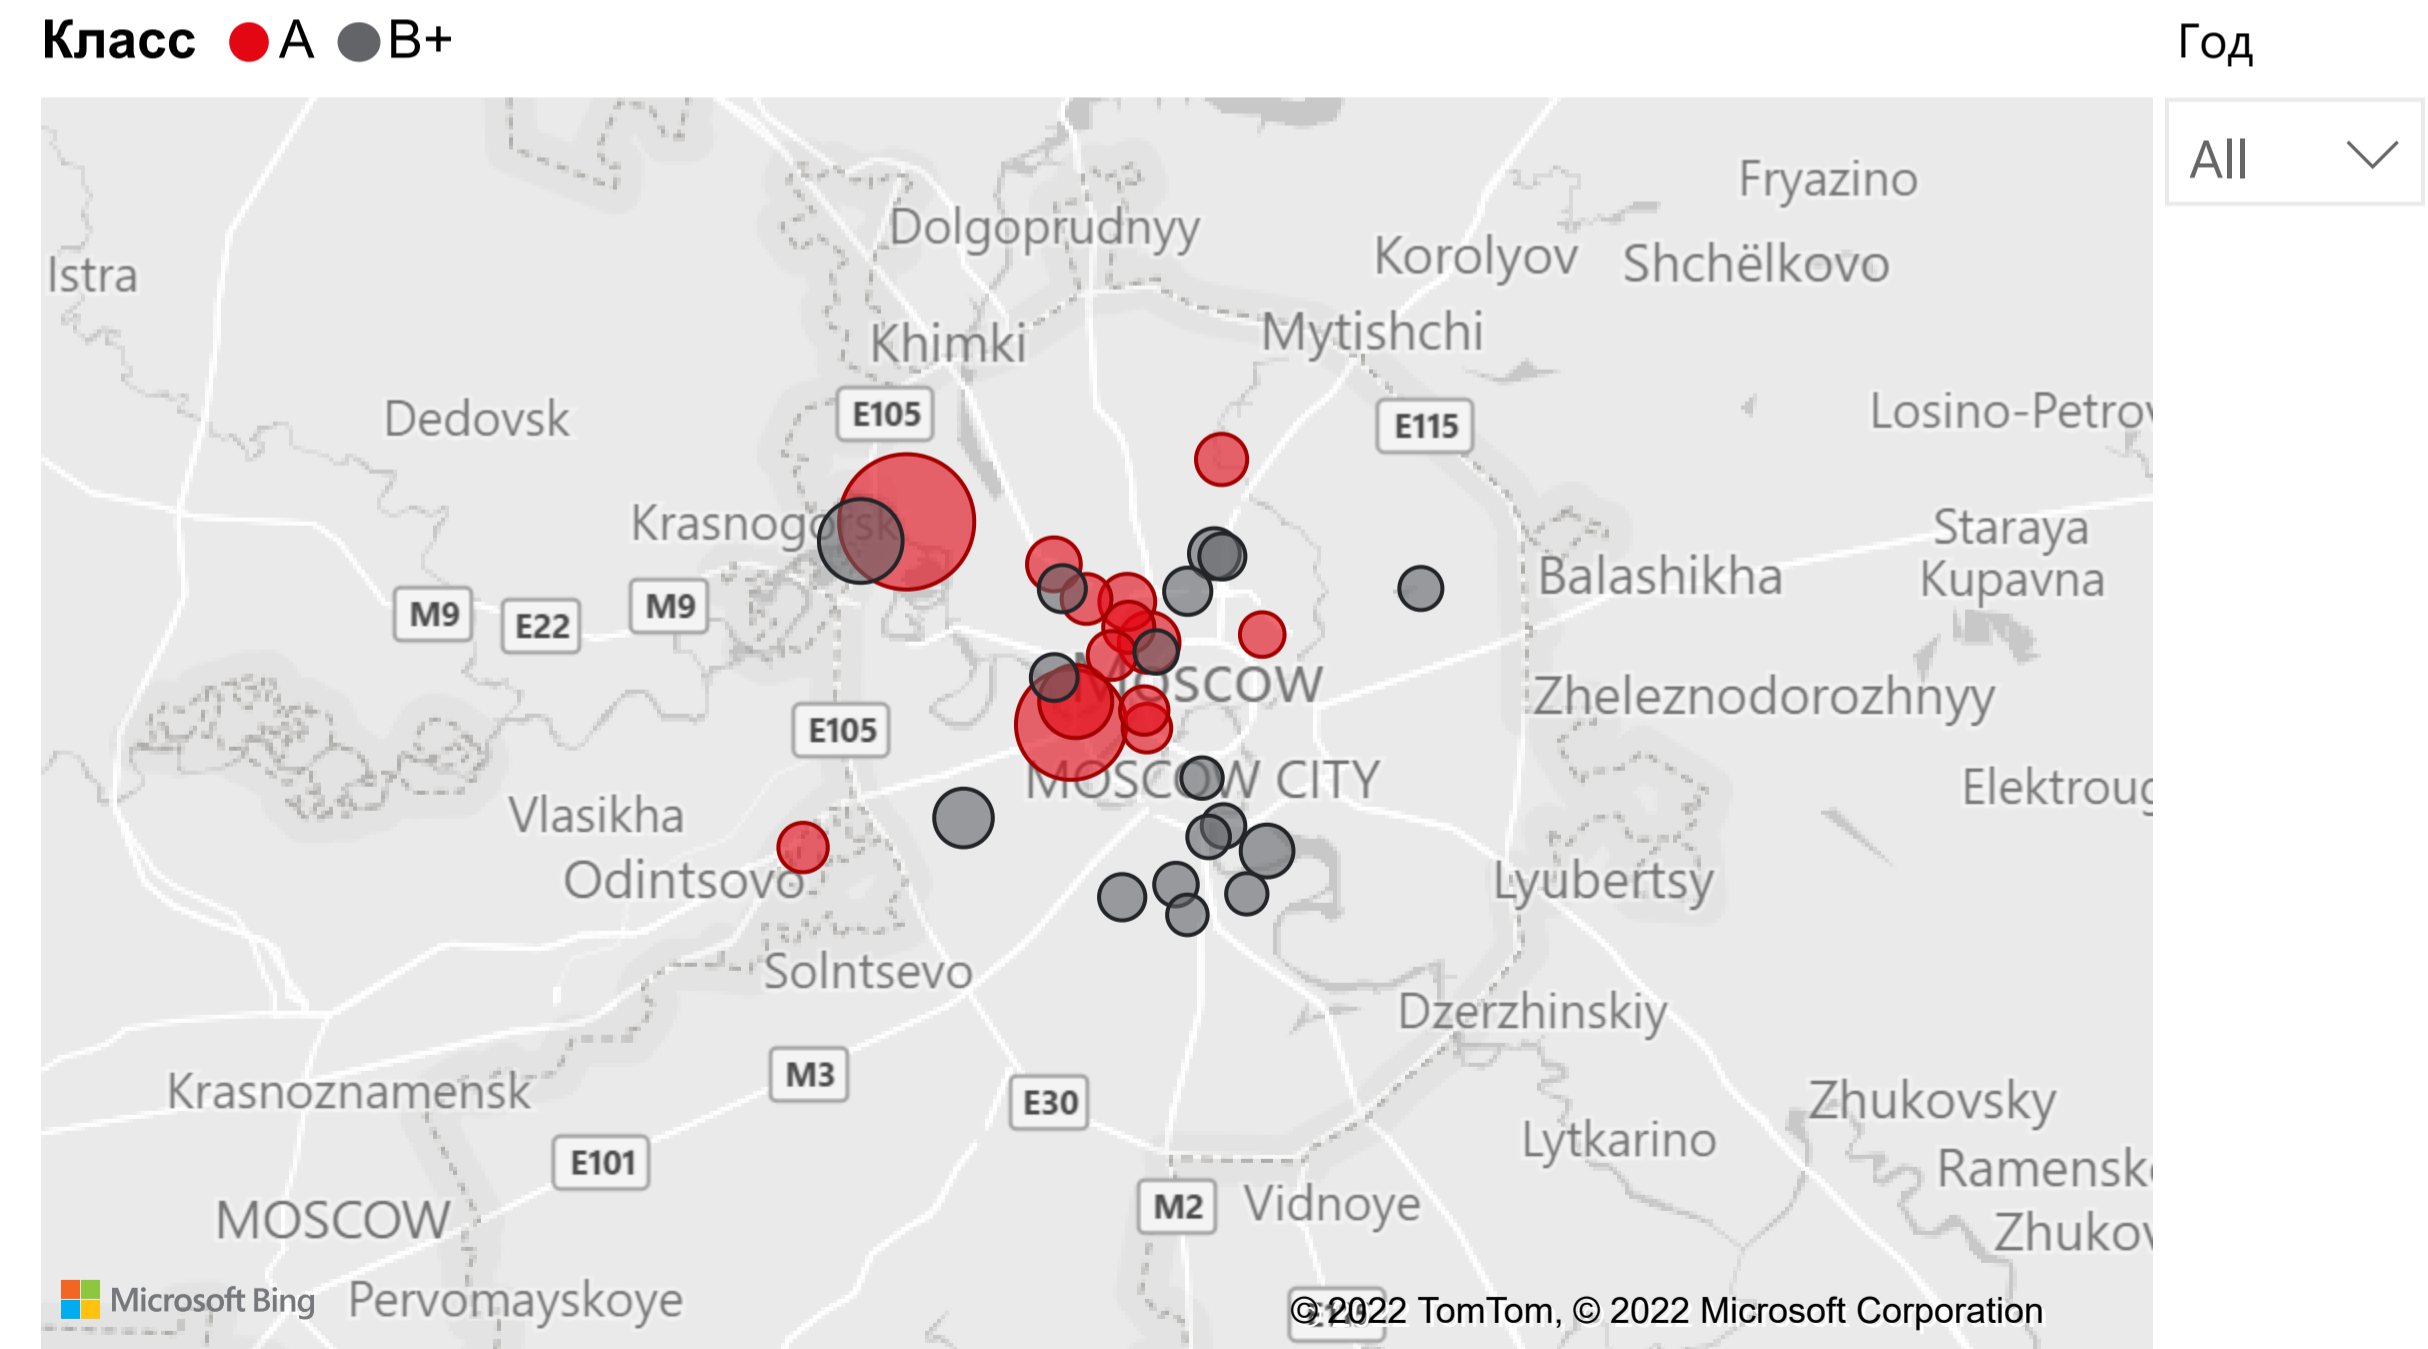 Класс A B+
Год
All
Fryazino
Dolgoprudnyy
Korolyov
Shchëlkovo
Istra
Mytishchi
Khimki
Dedovsk
E105
E115
Losino-Petrov
Krasnogorsk
Staraya
Kupavna
Balashikha
M9
E22
M9
MOSCOW
Zheleznodorozhnyy
E105
MOSCOW CITY
Elektroug
Vlasikha
Odintsovo
Lyubertsy
Solntsevo
Dzerzhinskiy
M3
Krasnoznamensk
E30
Zhukovsky
Lytkarino
E101
Ramensk
M2
Vidnoye
MOSCOW
Zhukov
Microsoft Bing
Pervomayskoye
© 2022 TomTom, © 2022 Microsoft Corporation